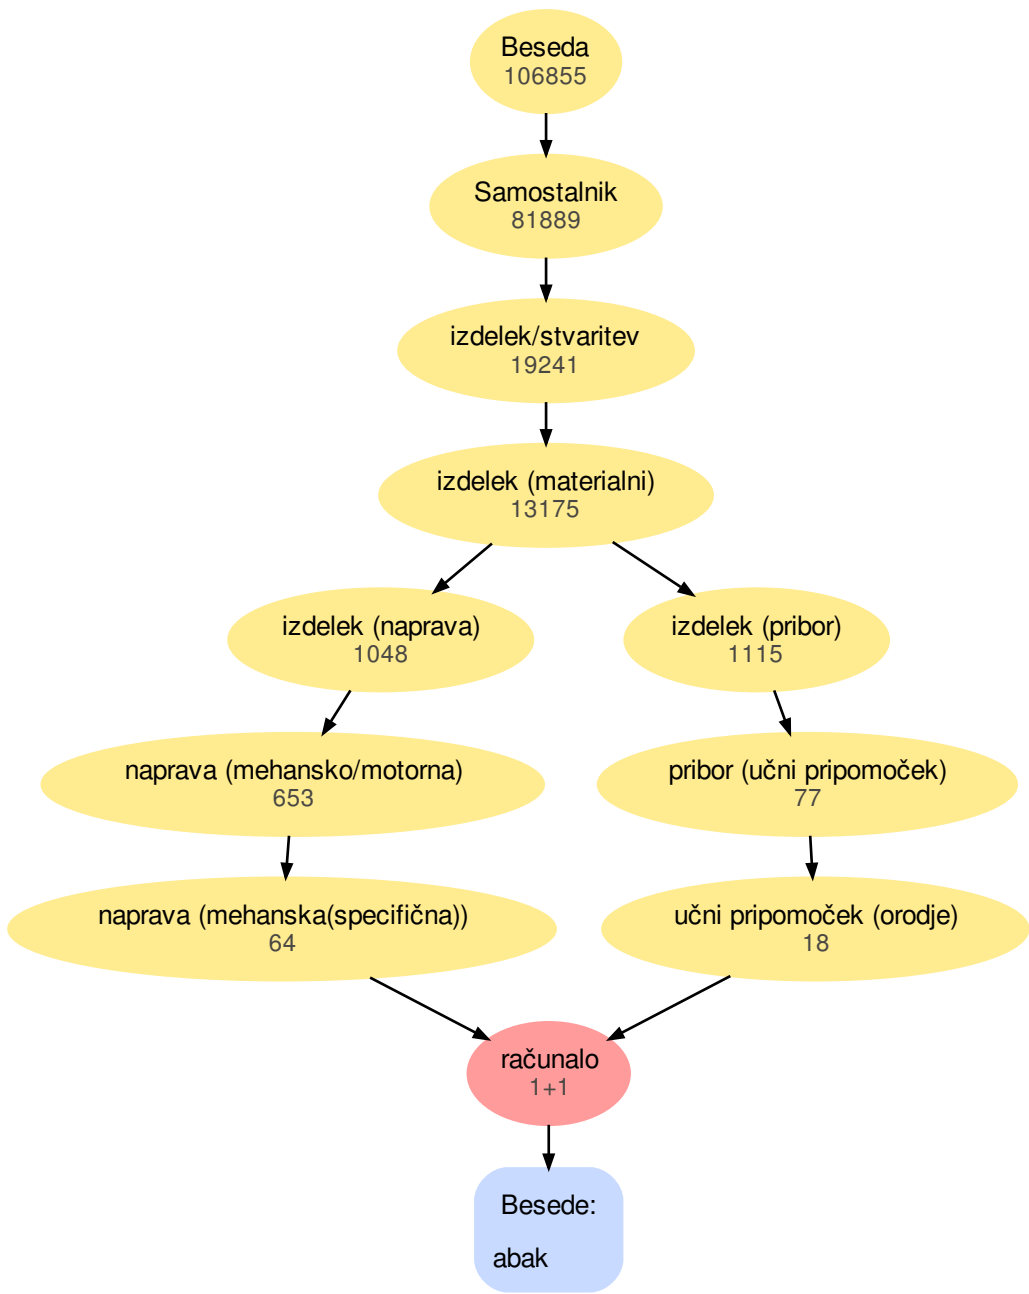 Beseda
106855
Samostalnik
81889
izdelek/stvaritev
19241
izdelek (materialni)
13175
izdelek (naprava)
1048
izdelek (pribor)
1115
naprava (mehansko/motorna)
653
pribor (učni pripomoček)
77
naprava (mehanska(specifična))
64
učni pripomoček (orodje)
18
računalo
1+1
Besede:
abak